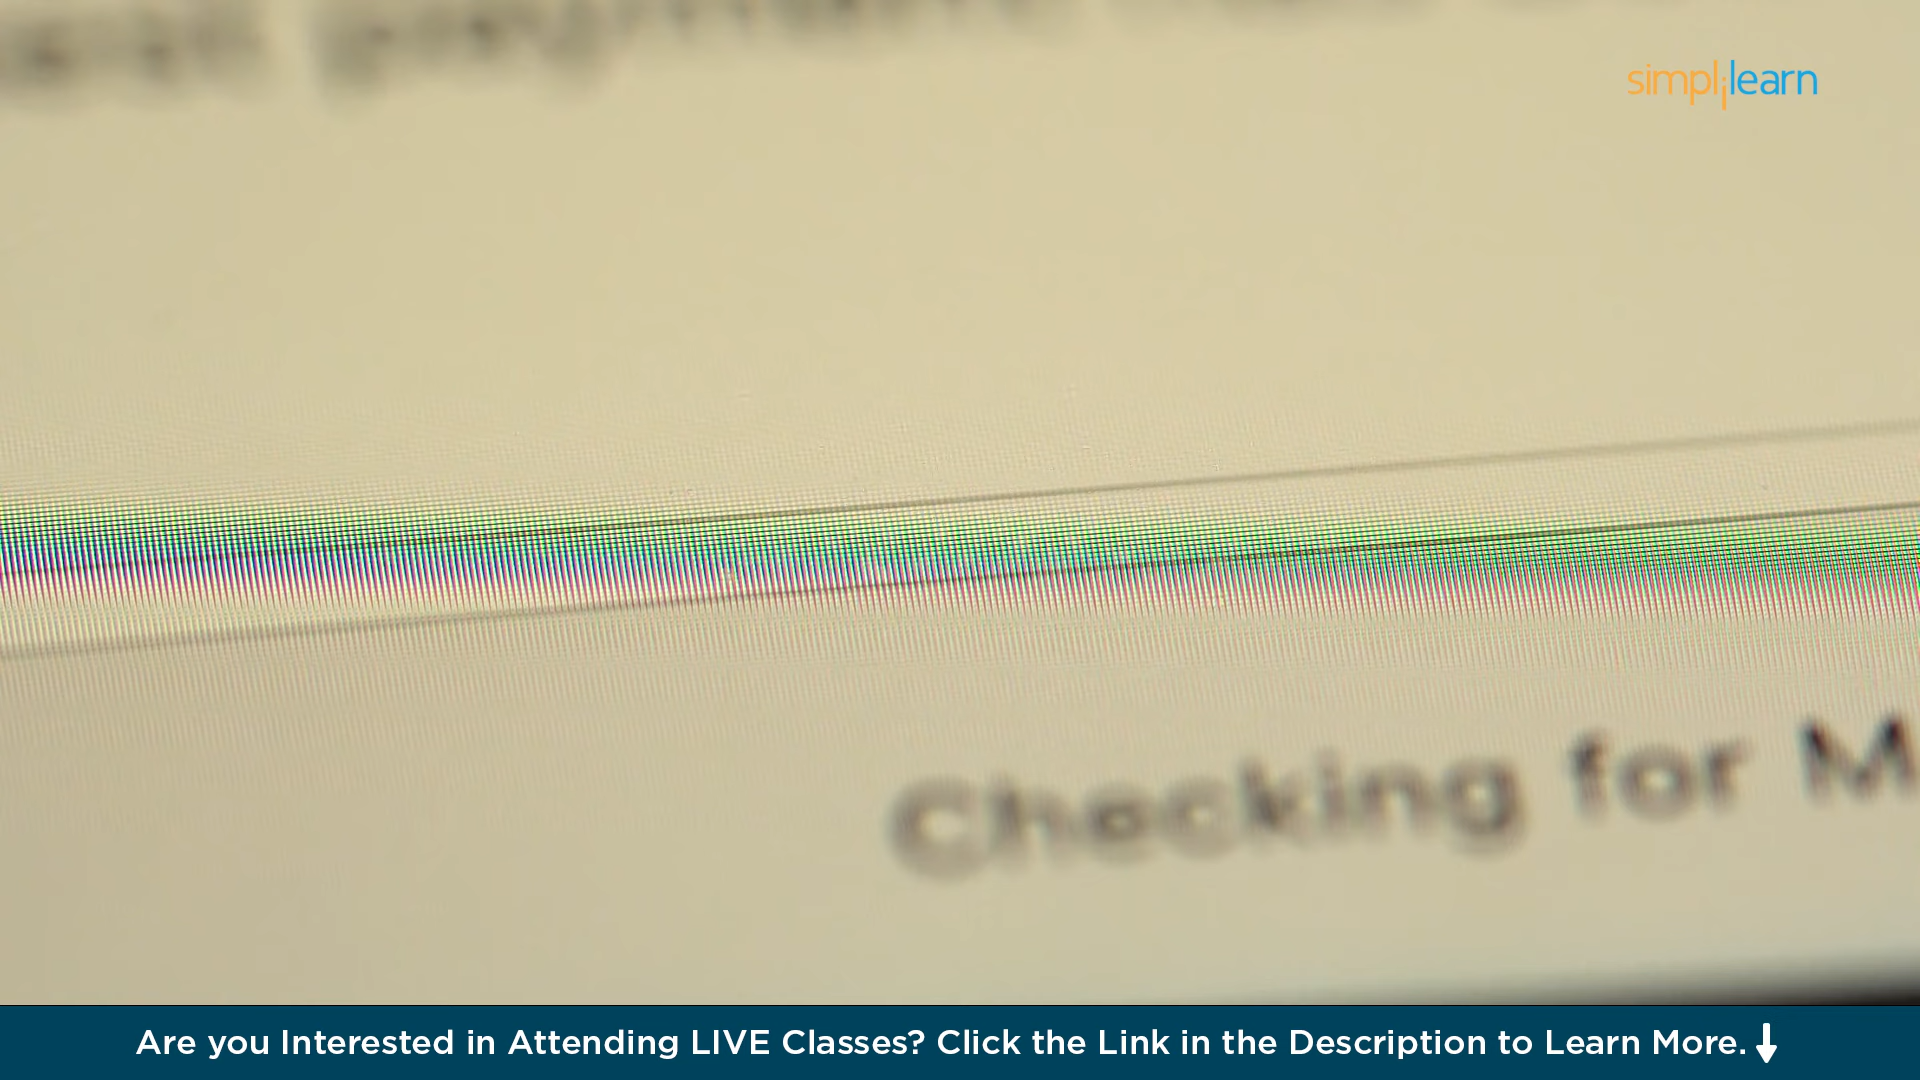 simplilearn
Checking for M
Are you Interested in Attending LIVE Classes? Click the Link in the Description to Learn More.